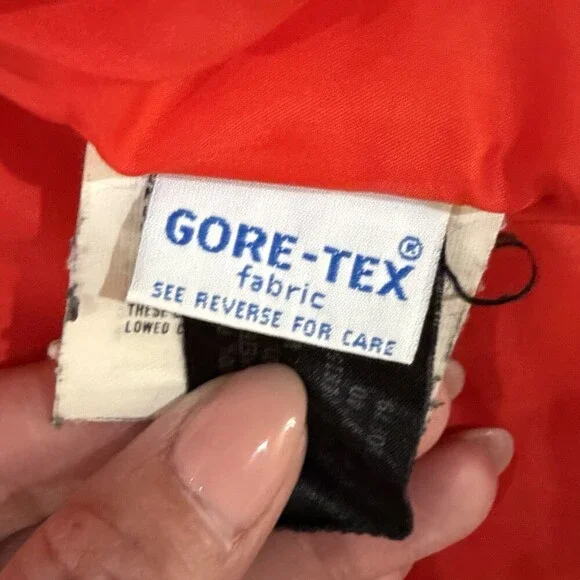 GORE-TEX®
fabric
SEE REVERSE FOR CARE
THESE
LOWED